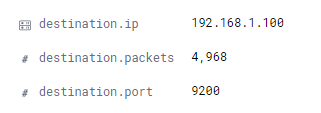 destination.ip 192.168.1.100
# destination.packets 4,968
# destination.port 9200